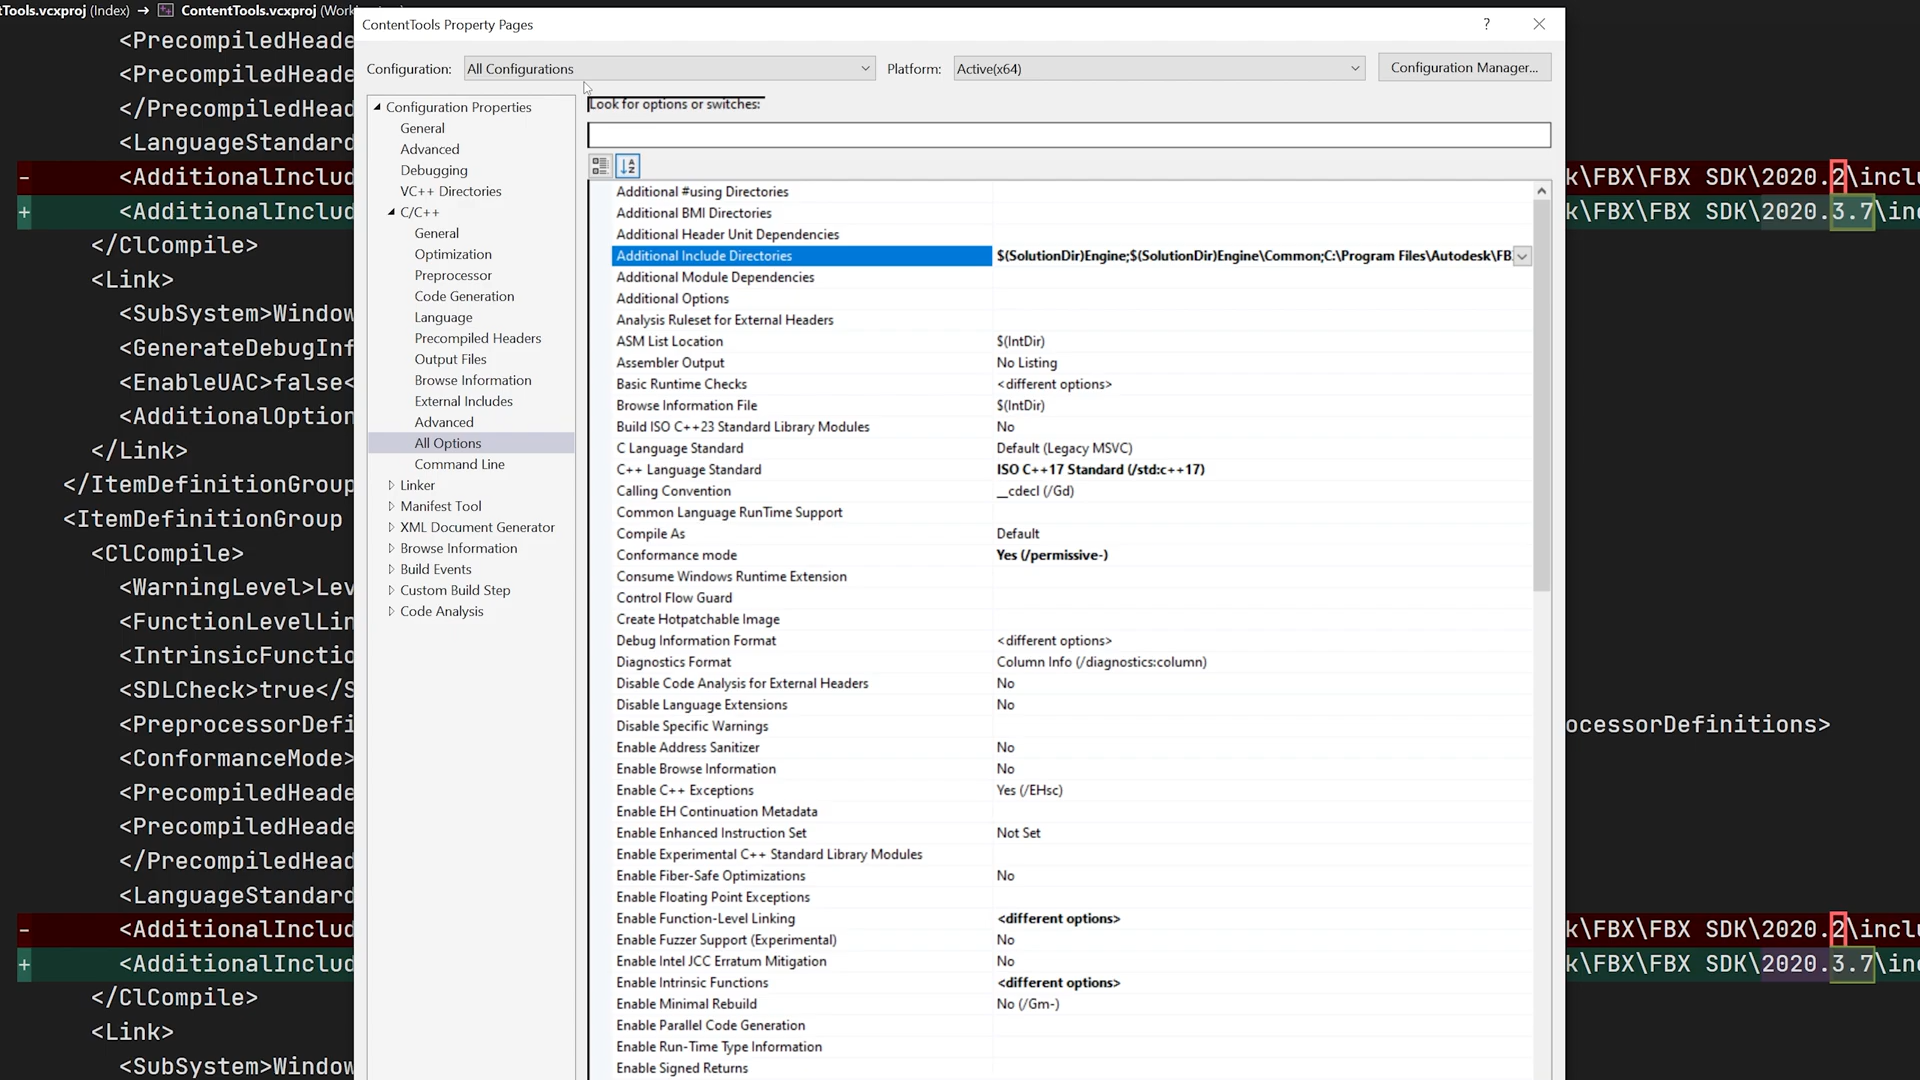 Tools.vcxproj (Index) → ContentTools.vcxproj
ContentTools Property Pages
?
Configuration: All Configurations Platform: Active(x64) Configuration Manager...
Configuration Properties
General
Advanced
Debugging
VC++ Directories
C/C++
General
Optimization
Preprocessor
Code Generation
Language
Precompiled Headers
Output Files
Browse Information
External Includes
Advanced
All Options
Command Line
Linker
Manifest Tool
XML Document Generator
Browse Information
Build Events
Custom Build Step
Code Analysis
Look for options or switches:
Additional #using Directories
Additional BMI Directories
Additional Header Unit Dependencies
Additional Include Directories $(SolutionDir)Engine;$(SolutionDir)Engine\Common;C:\Program Files\Autodesk\FB
Additional Module Dependencies
Additional Options
Analysis Ruleset for External Headers
ASM List Location $(IntDir)
Assembler Output No Listing
Basic Runtime Checks <different options>
Browse Information File $(IntDir)
Build ISO C++23 Standard Library Modules No
C Language Standard Default (Legacy MSVC)
C++ Language Standard ISO C++17 Standard (/std:c++17)
Calling Convention __cdecl (/Gd)
Common Language RunTime Support
Compile As Default
Conformance mode Yes (/permissive-)
Consume Windows Runtime Extension
Control Flow Guard
Create Hotpatchable Image
Debug Information Format <different options>
Diagnostics Format Column Info (/diagnostics:column)
Disable Code Analysis for External Headers No
Disable Language Extensions No
Disable Specific Warnings
Enable Address Sanitizer No
Enable Browse Information No
Enable C++ Exceptions Yes (/EHsc)
Enable EH Continuation Metadata
Enable Enhanced Instruction Set Not Set
Enable Experimental C++ Standard Library Modules
Enable Fiber-Safe Optimizations No
Enable Floating Point Exceptions
Enable Function-Level Linking <different options>
Enable Fuzzer Support (Experimental) No
Enable Intel JCC Erratum Mitigation No
Enable Intrinsic Functions <different options>
Enable Minimal Rebuild No (/Gm-)
Enable Parallel Code Generation
Enable Run-Time Type Information
Enable Signed Returns
<PrecompiledHeade
<PrecompiledHeade
</PrecompiledHead
<LanguageStandard
- <AdditionalInclud k\FBX\FBX SDK\2020.2\inclu
+ <AdditionalInclud k\FBX\FBX SDK\2020.3.7\inc
</ClCompile>
<Link>
<SubSystem>Window
<GenerateDebugInf
<EnableUAC>false<
<AdditionalOption
</Link>
</ItemDefinitionGroup
<ItemDefinitionGroup
<ClCompile>
<WarningLevel>Lev
<FunctionLevelLin
<IntrinsicFunctio
<SDLCheck>true</S
<PreprocessorDefi ocessorDefinitions>
<ConformanceMode>
<PrecompiledHeade
<PrecompiledHeade
</PrecompiledHead
<LanguageStandard
- <AdditionalInclud k\FBX\FBX SDK\2020.2\inclu
+ <AdditionalInclud k\FBX\FBX SDK\2020.3.7\inc
</ClCompile>
<Link>
<SubSystem>Window